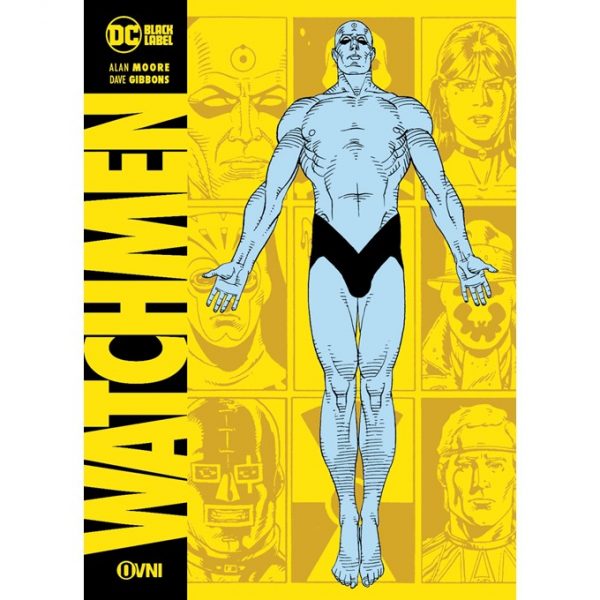 DC BLACK
LABEL
ALAN MOORE
DAVE GIBBONS
WATCHMEN
OVNI